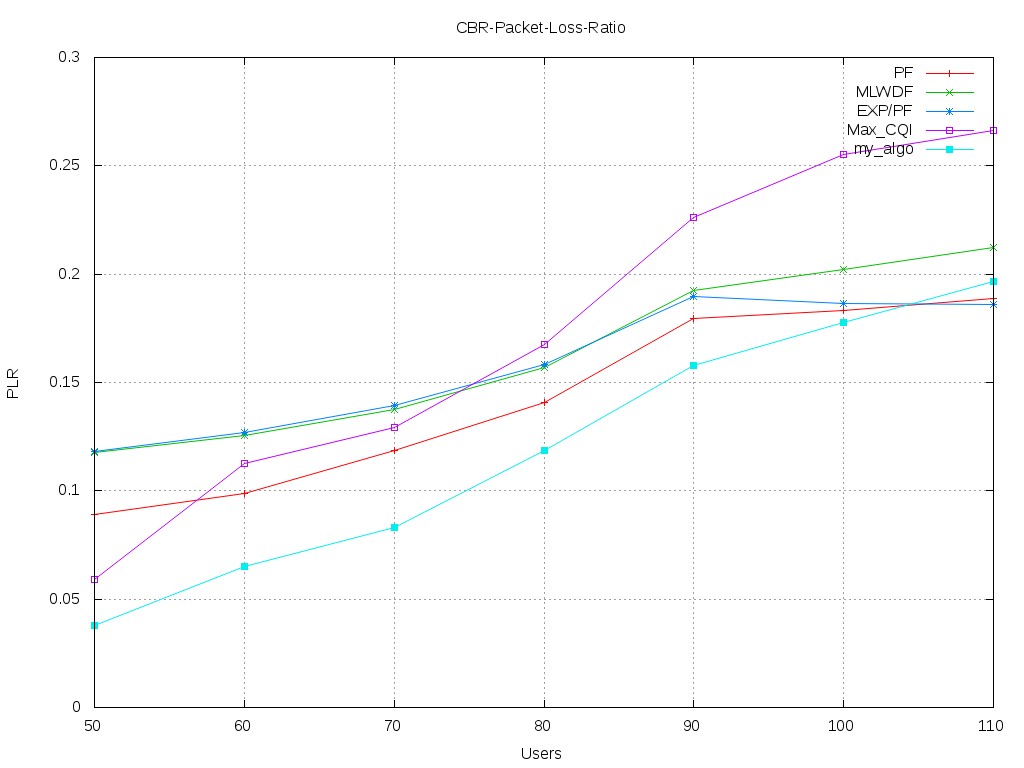 CBR-Packet-Loss-Ratio
0.3
PF
MLWDF
EXP/PF
Max_CQI
my_algo
0.25
0.2
0.15
PLR
0.1
0.05
0
50 60 70 80 90 100 110
Users